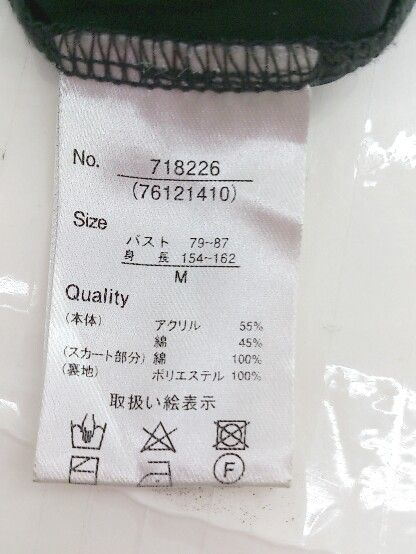 No. 718226
(76121410)
Size
バスト 79~87
身長 154~162
M
Quality
(本体) アクリル 55%
綿 45%
(スカート部分) 綿 100%
(裏地) ポリエステル 100%
取扱い絵表示
F